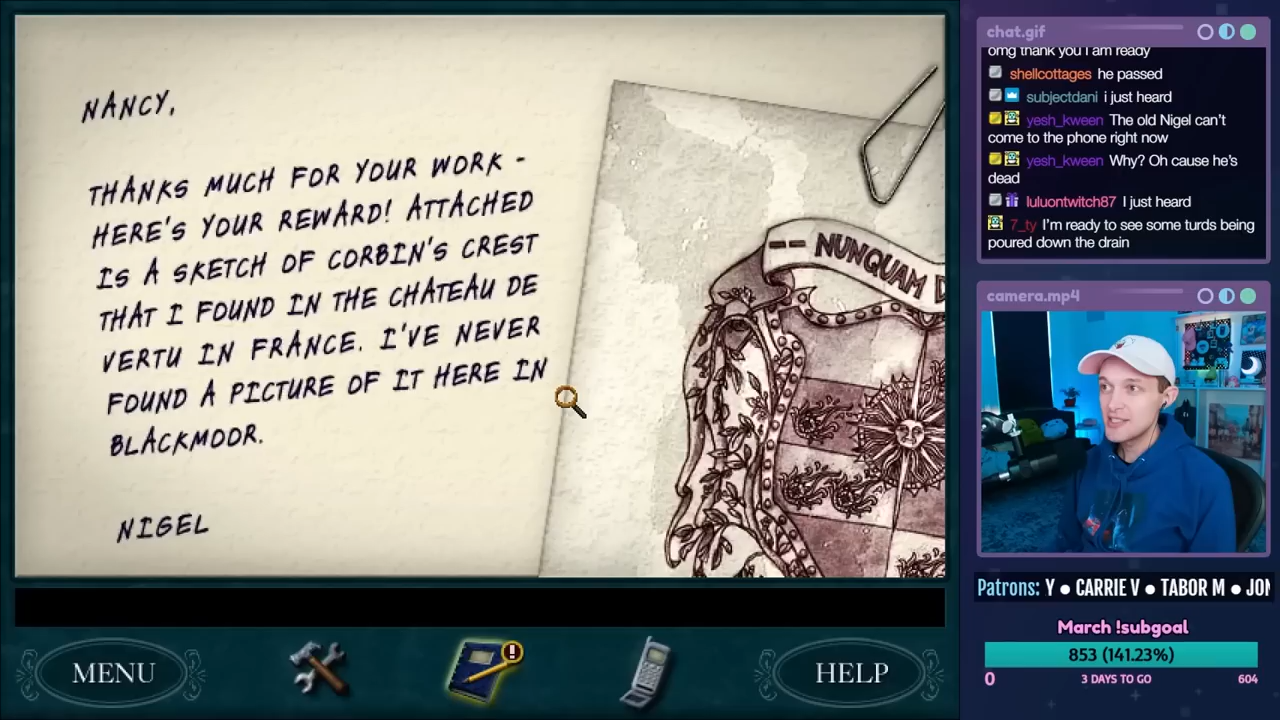 NANCY,
THANKS MUCH FOR YOUR WORK -
HERE'S YOUR REWARD! ATTACHED
IS A SKETCH OF CORBIN'S CREST
THAT I FOUND IN THE CHATEAU DE
VERTU IN FRANCE. I'VE NEVER
FOUND A PICTURE OF IT HERE IN
BLACKMOOR.
NIGEL
NUNQUAM D
MENU
HELP
chat.gif
omg thank you I am ready
shellcottages he passed
subjectdani i just heard
yesh_kween The old Nigel can't
come to the phone right now
yesh_kween Why? Oh cause he's
dead
luluontwitch87 I just heard
7_ty I'm ready to see some turds being
poured down the drain
camera.mp4
Patrons: Y ● CARRIE V ● TABOR M ● JON
March !subgoal
853 (141.23%)
0 3 DAYS TO GO 604